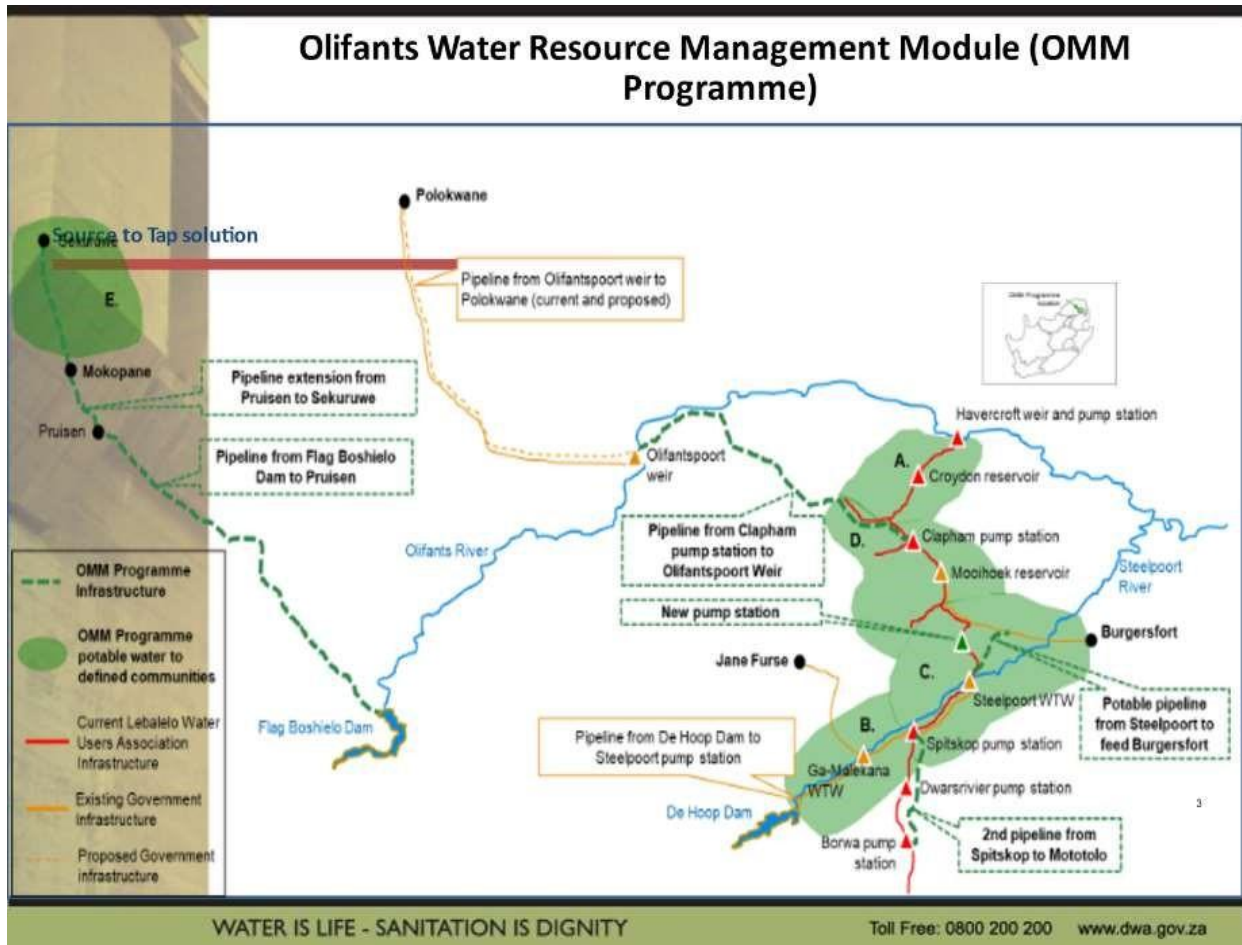 Olifants Water Resource Management Module (OMM
Programme)
Polokwane
Source to Tap solution
Sekuruwe
E.
Pipeline from Olifantspoort weir to
Polokwane (current and proposed)
OMM Programme
location
Mokopane
Pipeline extension from
Pruisen to Sekuruwe
Pruisen
Pipeline from Flag Boshielo
Dam to Pruisen
Havercroft weir and pump station
Olifantspoort
weir
A.
Croydon reservoir
Pipeline from Clapham
pump station to
Olifantspoort Weir
D.
Clapham pump station
Olifants River
Mooihoek reservoir
Steelpoort
River
New pump station
Burgersfort
Jane Furse
C.
Steelpoort WTW
Potable pipeline
from Steelpoort to
feed Burgersfort
Flag Boshielo Dam
B.
Pipeline from De Hoop Dam to
Steelpoort pump station
Spitskop pump station
Ga-Malekana
WTW
Dwarsrivier pump station
De Hoop Dam
2nd pipeline from
Spitskop to Mototolo
Borwa pump
station
3
OMM Programme
Infrastructure
OMM Programme
potable water to
defined communities
Current Lebalelo Water
Users Association
Infrastructure
Existing Government
Infrastructure
Proposed Government
infrastructure
WATER IS LIFE - SANITATION IS DIGNITY
Toll Free: 0800 200 200
www.dwa.gov.za